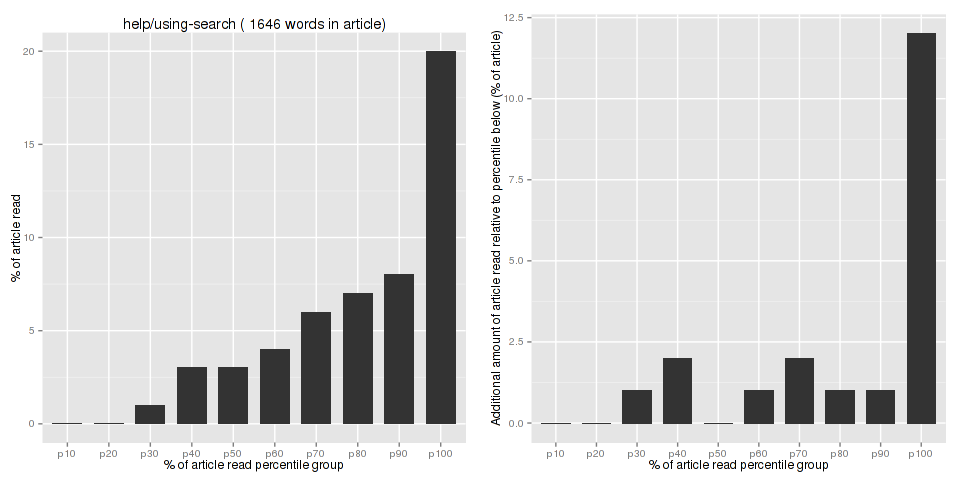 help/using-search ( 1646 words in article)
% of article read
20
15
10
5
0
p10 p20 p30 p40 p50 p60 p70 p80 p90 p100
% of article read percentile group
Additional amount of article read relative to percentile below (% of article)
12.5
10.0
7.5
5.0
2.5
0.0
p10 p20 p30 p40 p50 p60 p70 p80 p90 p100
% of article read percentile group